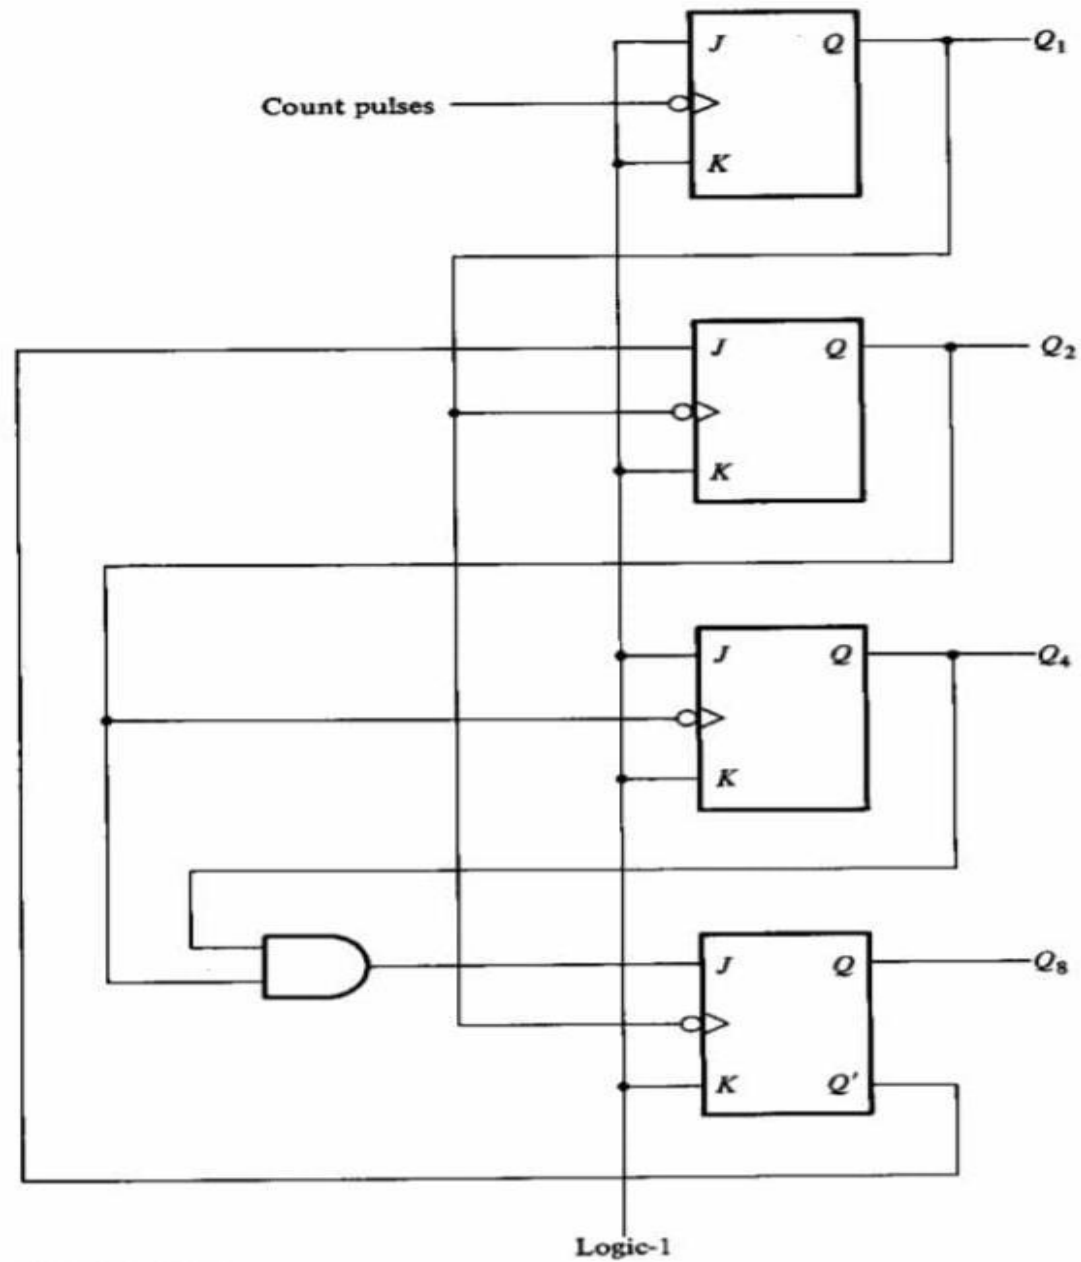 J Q Q₁
Count pulses
K
J Q Q₂
K
J Q Q₄
K
J Q Q₈
K Q'
Logic-1